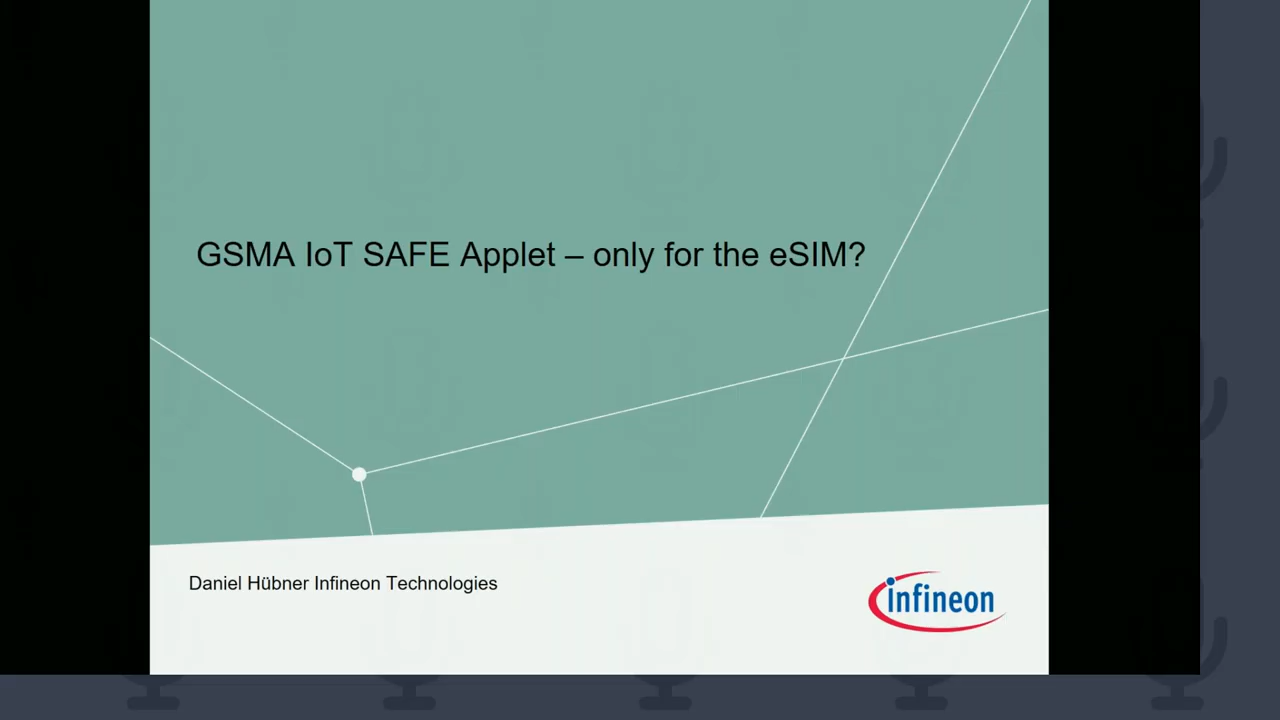 GSMA IoT SAFE Applet – only for the eSIM?
Daniel Hübner Infineon Technologies
infineon